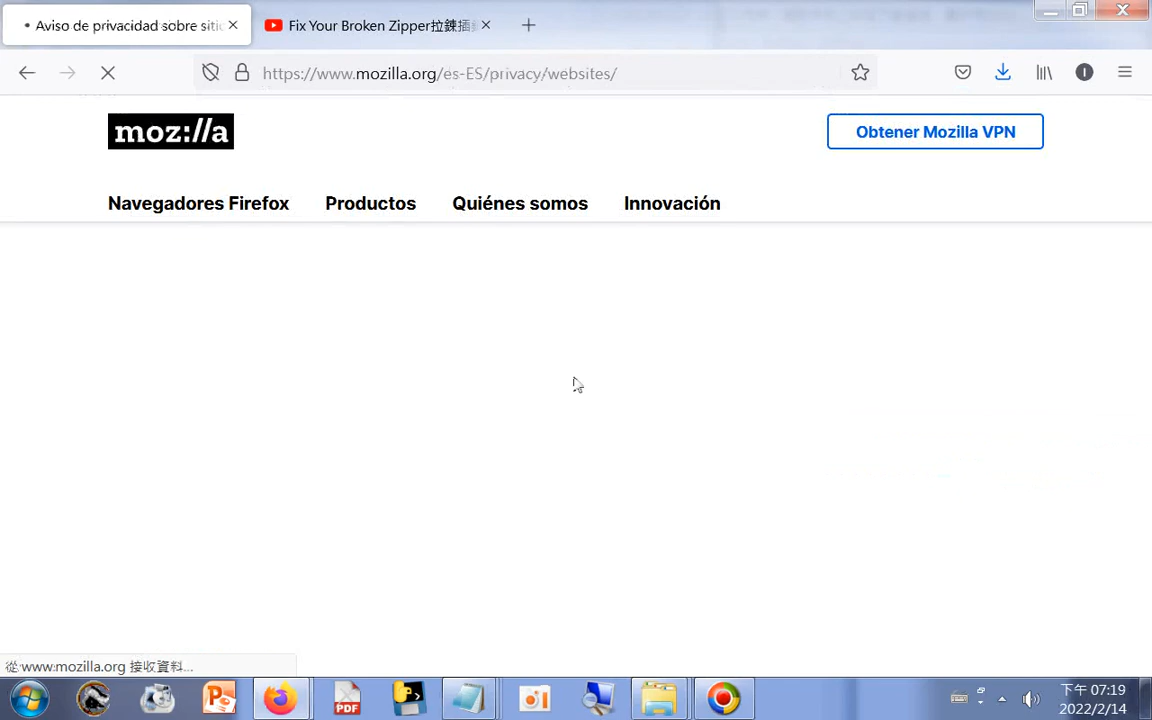 Aviso de privacidad sobre sitio
Fix Your Broken Zipper拉鍊插
https://www.mozilla.org/es-ES/privacy/websites/
moz://a
Obtener Mozilla VPN
Navegadores Firefox
Productos
Quiénes somos
Innovación
從 www.mozilla.org 接收資料...
PDF
下午 07:19
2022/2/14